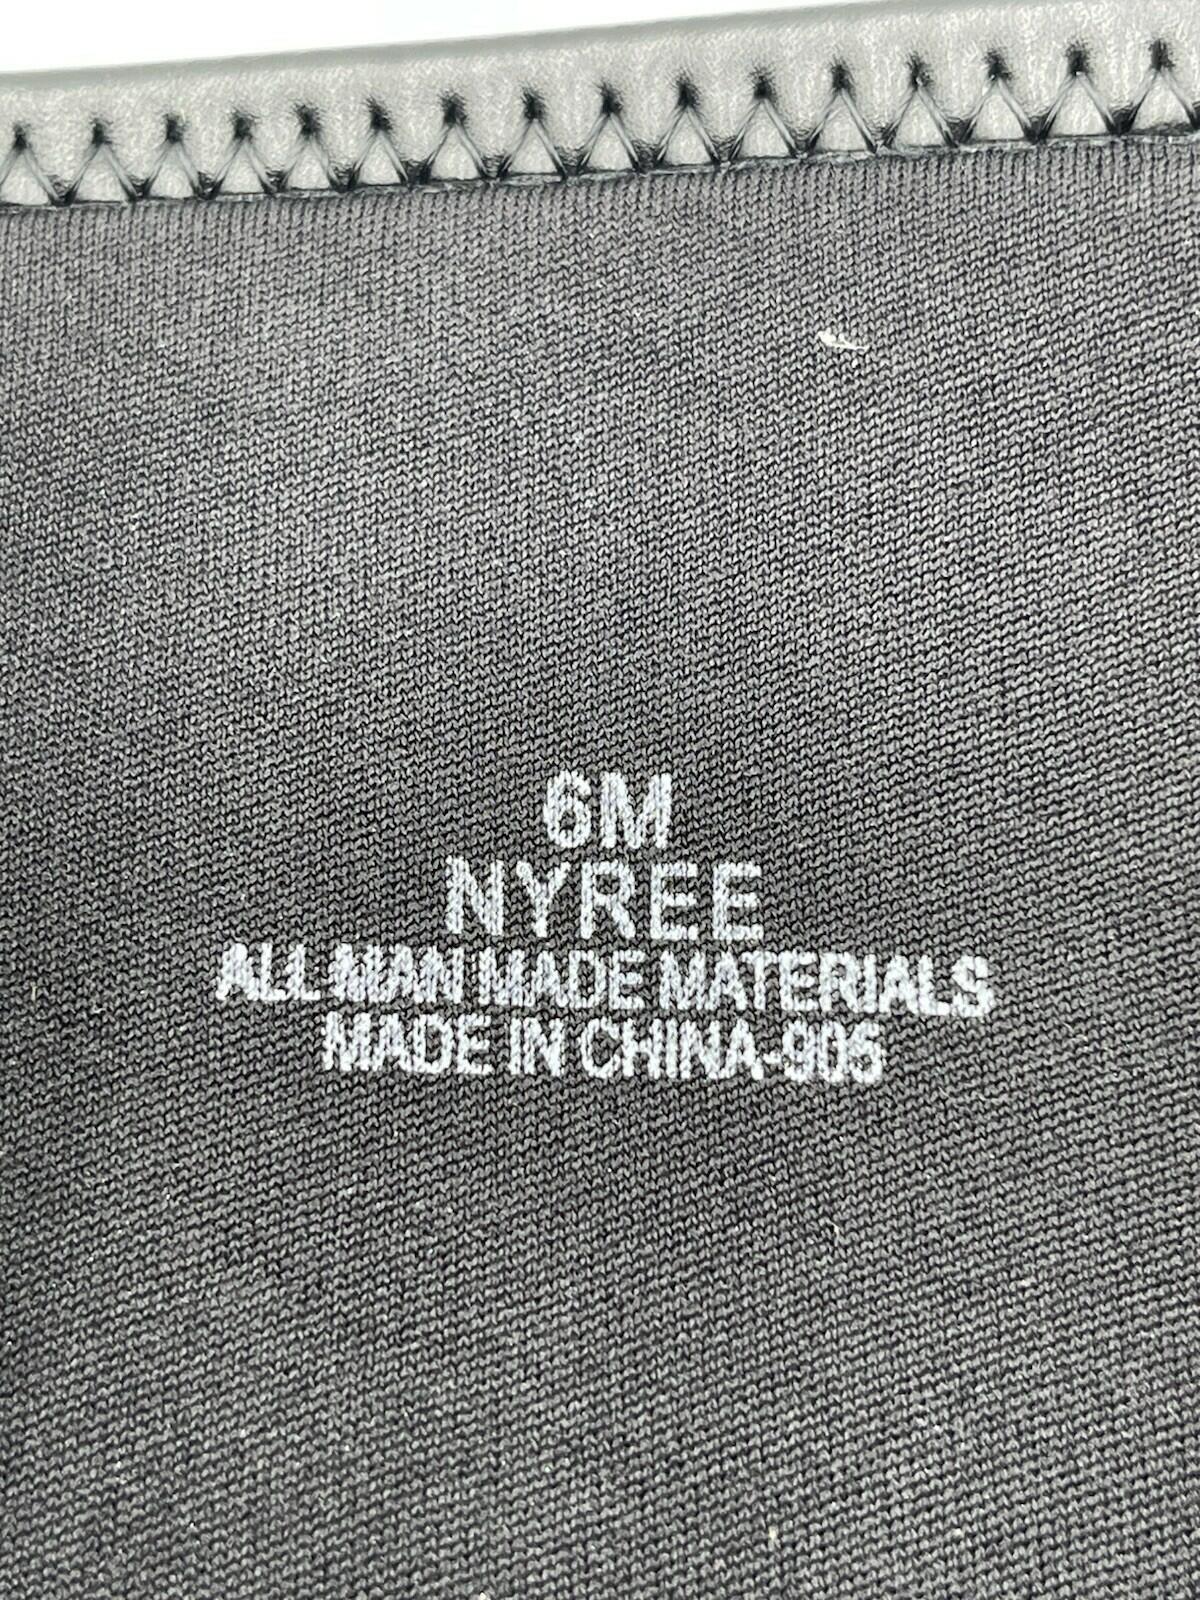 6M
NYREE
ALL MAN MADE MATERIALS
MADE IN CHINA-905